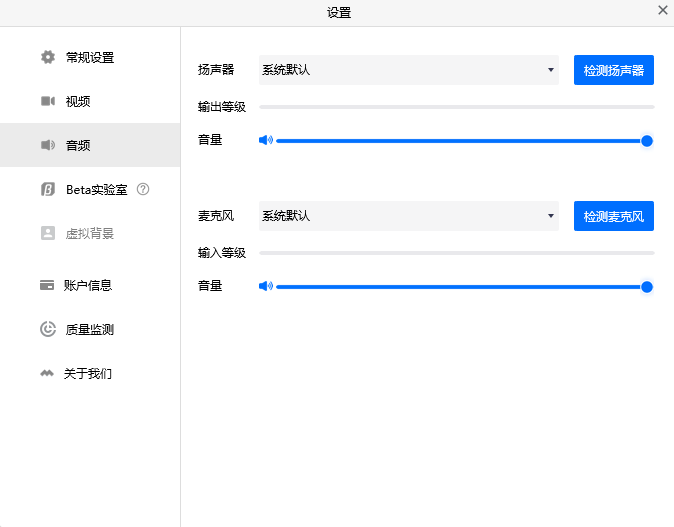 设置
常规设置
视频
音频
Beta实验室
虚拟背景
账户信息
质量监测
关于我们
扬声器 系统默认 检测扬声器
输出等级
音量
麦克风 系统默认 检测麦克风
输入等级
音量